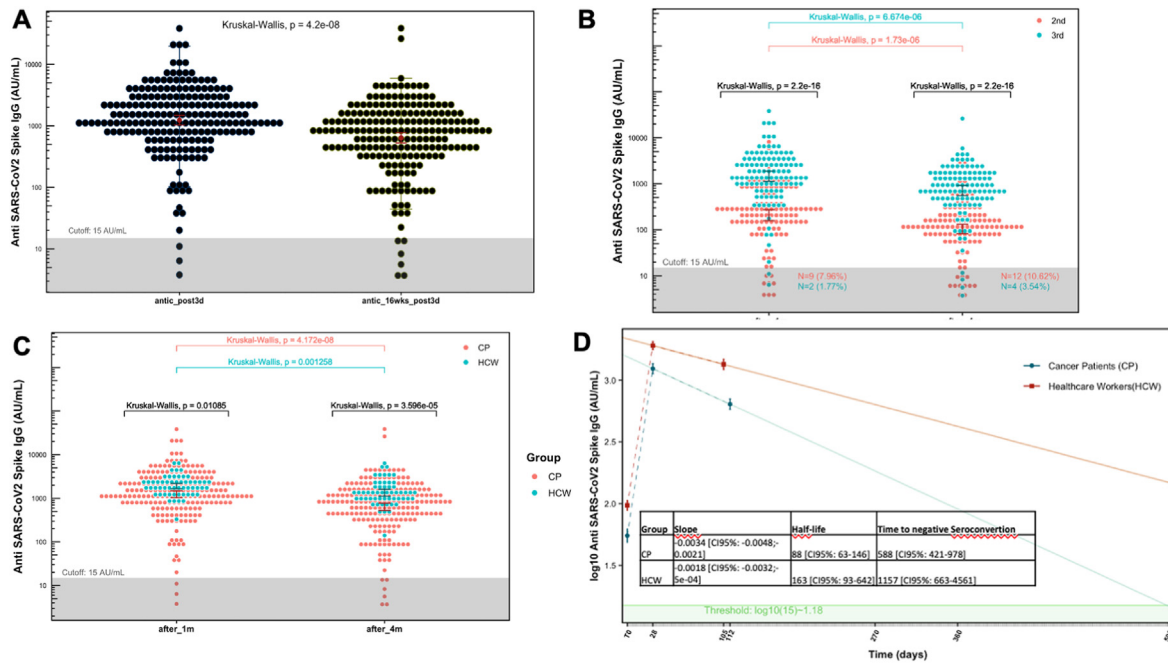 A
Kruskal-Wallis, p = 4.2e-08
Anti SARS-CoV2 Spike IgG (AU/mL)
10000
1000
100
10
Cutoff: 15 AU/mL
antic_post3d
antic_16wks_post3d
B
Kruskal-Wallis, p = 6.674e-06
2nd
3rd
Kruskal-Wallis, p = 1.73e-06
Kruskal-Wallis, p = 2.2e-16
Kruskal-Wallis, p = 2.2e-16
Anti SARS-CoV2 Spike IgG (AU/mL)
10000
1000
100
10
Cutoff: 15 AU/mL
N=9 (7.96%)
N=2 (1.77%)
N=12 (10.62%)
N=4 (3.54%)
C
Kruskal-Wallis, p = 4.172e-08
CP
HCW
Kruskal-Wallis, p = 0.001258
Kruskal-Wallis, p = 0.01085
Kruskal-Wallis, p = 3.596e-05
Anti SARS-CoV2 Spike IgG (AU/mL)
10000
1000
100
10
Cutoff: 15 AU/mL
after_1m
after_4m
Group
CP
HCW
D
Cancer Patients (CP)
Healthcare Workers(HCW)
log10 Anti SARS-CoV2 Spike IgG (AU/mL)
3.0
2.5
2.0
1.5
Group Slope Half-life Time to negative Seroconvertion
CP -0.0034 [CI95%: -0.0048;-0.0021] 88 [CI95%: 63-146] 588 [CI95%: 421-978]
HCW -0.0018 [CI95%: -0.0032;-5e-04] 163 [CI95%: 93-642] 1157 [CI95%: 663-4561]
Threshold: log10(15)~1.18
70
28
105
112
270
360
Time (days)